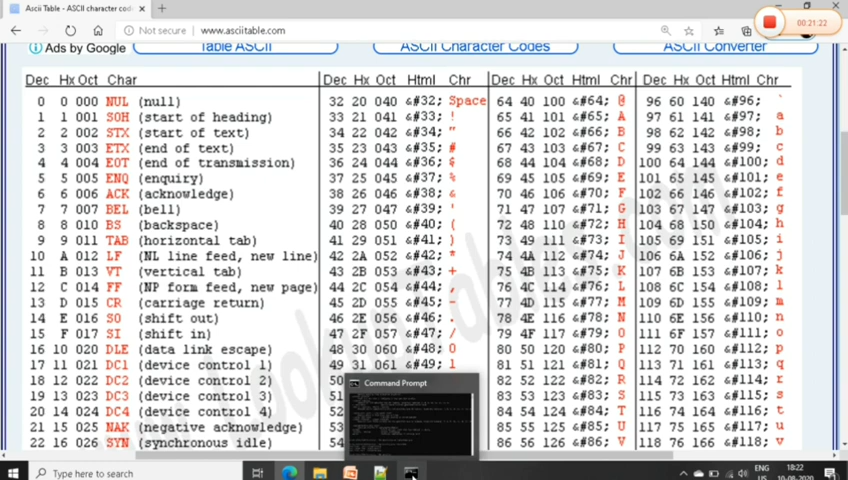 Ascii Table - ASCII character cod
21:22
00:21:22
Not secure | www.asciitable.com
Ads by Google Table ASCII ASCII Character Codes ASCII Converter
Dec Hx Oct Char Dec Hx Oct Html Chr Dec Hx Oct Html Chr Dec Hx Oct Html Chr
0 0 000 NUL (null) 32 20 040 &#32; Space 64 40 100 &#64; @ 96 60 140 &#96; `
1 1 001 SOH (start of heading) 33 21 041 &#33; ! 65 41 101 &#65; A 97 61 141 &#97; a
2 2 002 STX (start of text) 34 22 042 &#34; " 66 42 102 &#66; B 98 62 142 &#98; b
3 3 003 ETX (end of text) 35 23 043 &#35; # 67 43 103 &#67; C 99 63 143 &#99; c
4 4 004 EOT (end of transmission) 36 24 044 &#36; $ 68 44 104 &#68; D 100 64 144 &#100; d
5 5 005 ENQ (enquiry) 37 25 045 &#37; % 69 45 105 &#69; E 101 65 145 &#101; e
6 6 006 ACK (acknowledge) 38 26 046 &#38; & 70 46 106 &#70; F 102 66 146 &#102; f
7 7 007 BEL (bell) 39 27 047 &#39; ' 71 47 107 &#71; G 103 67 147 &#103; g
8 8 010 BS (backspace) 40 28 050 &#40; ( 72 48 110 &#72; H 104 68 150 &#104; h
9 9 011 TAB (horizontal tab) 41 29 051 &#41; ) 73 49 111 &#73; I 105 69 151 &#105; i
10 A 012 LF (NL line feed, new line) 42 2A 052 &#42; * 74 4A 112 &#74; J 106 6A 152 &#106; j
11 B 013 VT (vertical tab) 43 2B 053 &#43; + 75 4B 113 &#75; K 107 6B 153 &#107; k
12 C 014 FF (NP form feed, new page) 44 2C 054 &#44; , 76 4C 114 &#76; L 108 6C 154 &#108; l
13 D 015 CR (carriage return) 45 2D 055 &#45; - 77 4D 115 &#77; M 109 6D 155 &#109; m
14 E 016 SO (shift out) 46 2E 056 &#46; . 78 4E 116 &#78; N 110 6E 156 &#110; n
15 F 017 SI (shift in) 47 2F 057 &#47; / 79 4F 117 &#79; O 111 6F 157 &#111; o
16 10 020 DLE (data link escape) 48 30 060 &#48; 0 80 50 120 &#80; P 112 70 160 &#112; p
17 11 021 DC1 (device control 1) 49 31 061 &#49; 1 81 51 121 &#81; Q 113 71 161 &#113; q
18 12 022 DC2 (device control 2) 50 82 52 122 &#82; R 114 72 162 &#114; r
19 13 023 DC3 (device control 3) 51 83 53 123 &#83; S 115 73 163 &#115; s
20 14 024 DC4 (device control 4) 52 84 54 124 &#84; T 116 74 164 &#116; t
21 15 025 NAK (negative acknowledge) 53 85 55 125 &#85; U 117 75 165 &#117; u
22 16 026 SYN (synchronous idle) 54 86 56 126 &#86; V 118 76 166 &#118; v
Command Prompt
Type here to search
ENG 18:22
US 10-08-2020